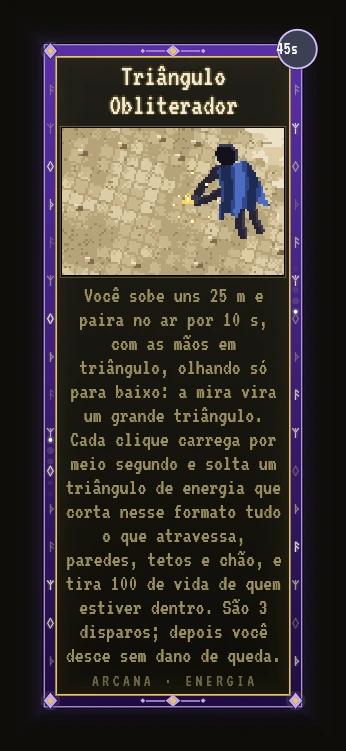 45s
Triângulo
Obliterador
Você sobe uns 25 m e
paira no ar por 10 s,
com as mãos em
triângulo, olhando só
para baixo: a mira vira
um grande triângulo.
Cada clique carrega por
meio segundo e solta um
triângulo de energia que
corta nesse formato tudo
o que atravessa,
paredes, tetos e chão, e
tira 100 de vida de quem
estiver dentro. São 3
disparos; depois você
desce sem dano de queda.
ARCANA · ENERGIA